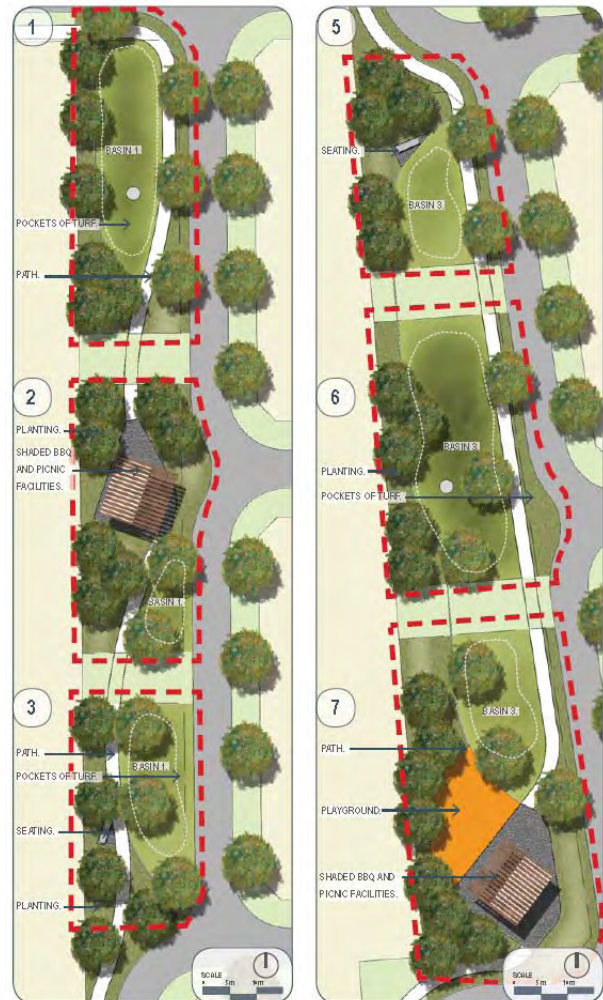 1
BASIN 1.
POCKETS OF TURF.
PATH.
2
PLANTING.
SHADED BBQ
AND PICNIC
FACILITIES.
BASIN 1.
3
PATH.
POCKETS OF TURF.
BASIN 1.
SEATING.
PLANTING.
SCALE
5
SEATING.
BASIN 3.
6
BASIN 3.
PLANTING.
POCKETS OF TURF.
7
BASIN 3.
PATH.
PLAYGROUND.
SHADED BBQ AND
PICNIC FACILITIES.
SCALE